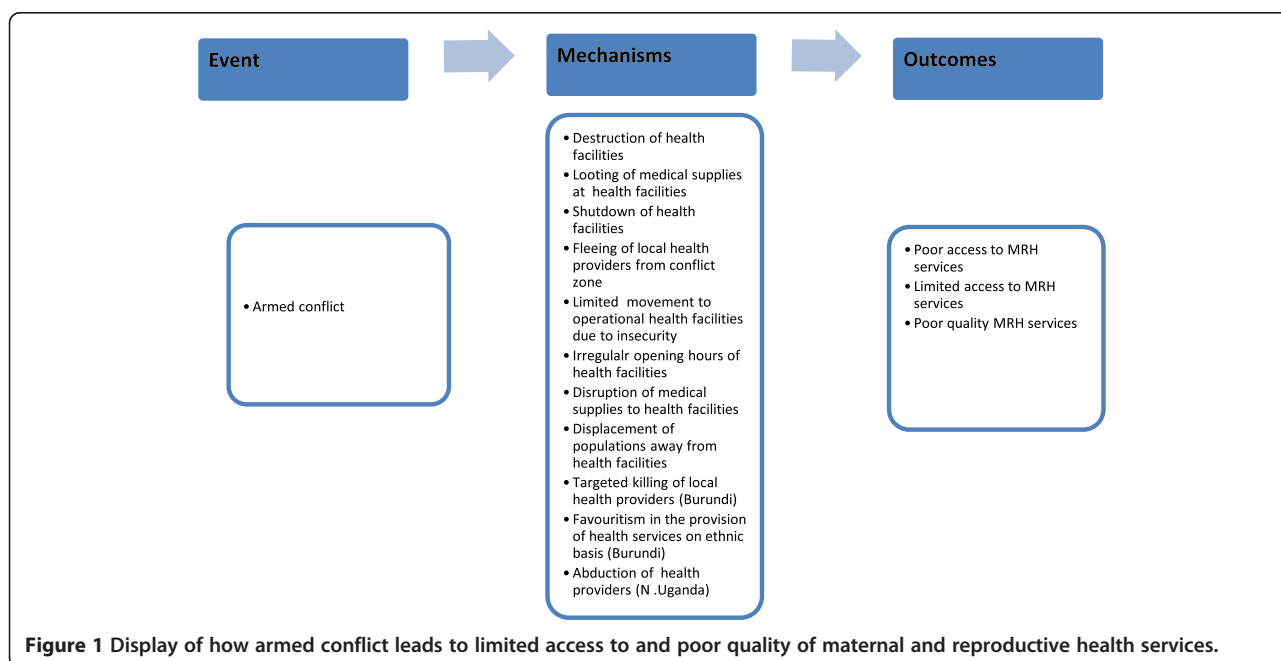 Event
Mechanisms
Outcomes
• Armed conflict
• Destruction of health
facilities
• Looting of medical supplies
at health facilities
• Shutdown of health
facilities
• Fleeing of local health
providers from conflict
zone
• Limited movement to
operational health facilities
due to insecurity
• Irregulalr opening hours of
health facilities
• Disruption of medical
supplies to health facilities
• Displacement of
populations away from
health facilities
• Targeted killing of local
health providers (Burundi)
• Favouritism in the provision
of health services on ethnic
basis (Burundi)
• Abduction of health
providers (N .Uganda)
• Poor access to MRH
services
• Limited access to MRH
services
• Poor quality MRH services
Figure 1 Display of how armed conflict leads to limited access to and poor quality of maternal and reproductive health services.